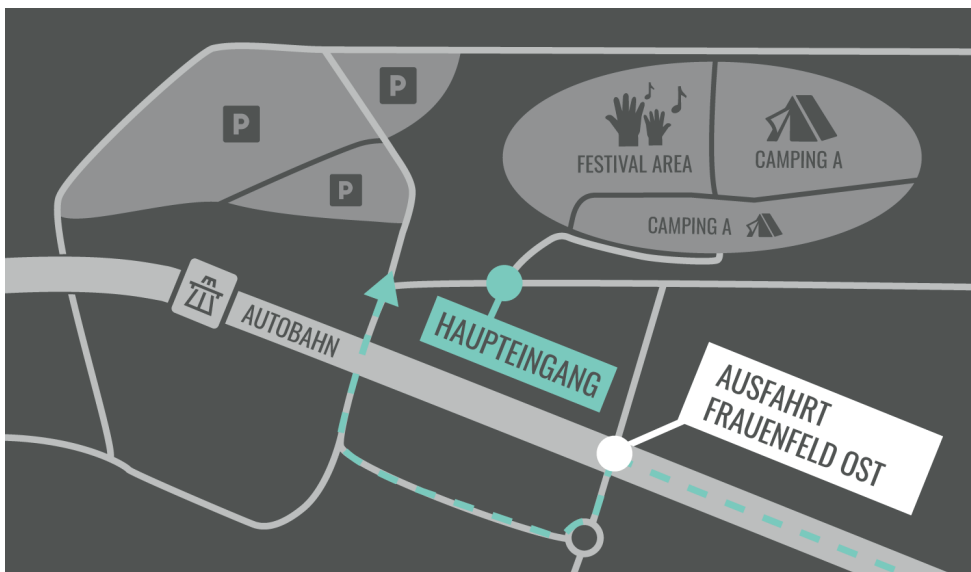 P
P
P
FESTIVAL AREA
CAMPING A
CAMPING A
AUTOBAHN
HAUPTEINGANG
AUSFAHRT
FRAUENFELD OST